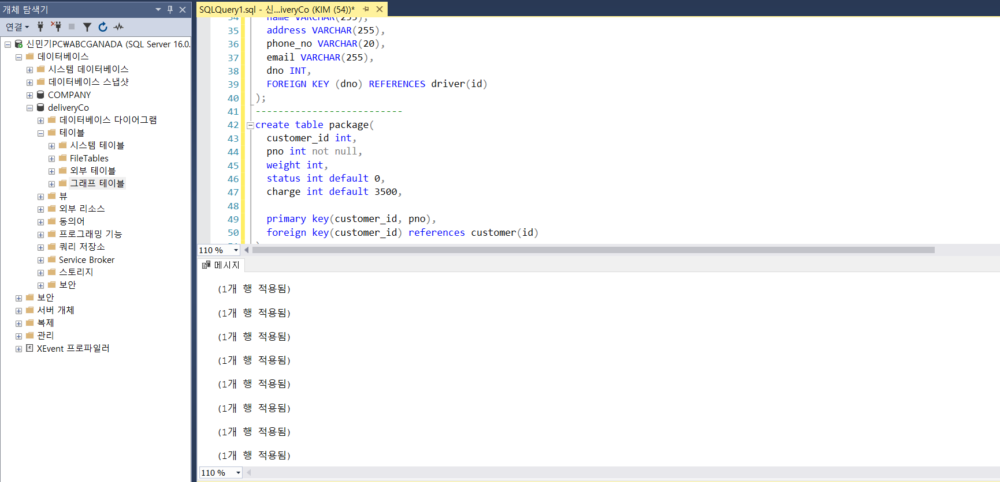 개체 탐색기
연결
신민기PC₩ABCGANADA (SQL Server 16.0.
데이터베이스
시스템 데이터베이스
데이터베이스 스냅샷
COMPANY
deliveryCo
데이터베이스 다이어그램
테이블
시스템 테이블
FileTables
외부 테이블
그래프 테이블
뷰
외부 리소스
동의어
프로그래밍 기능
쿼리 저장소
Service Broker
스토리지
보안
보안
서버 개체
복제
관리
XEvent 프로파일러
SQLQuery1.sql - 신...iveryCo (KIM (54))*
34 name VARCHAR(255),
35 address VARCHAR(255),
36 phone_no VARCHAR(20),
37 email VARCHAR(255),
38 dno INT,
39 FOREIGN KEY (dno) REFERENCES driver(id)
40 );
41 --------------------------
42 create table package(
43 customer_id int,
44 pno int not null,
45 weight int,
46 status int default 0,
47 charge int default 3500,
48
49 primary key(customer_id, pno),
50 foreign key(customer_id) references customer(id)
110 %
메시지
(1개 행 적용됨)
(1개 행 적용됨)
(1개 행 적용됨)
(1개 행 적용됨)
(1개 행 적용됨)
(1개 행 적용됨)
(1개 행 적용됨)
(1개 행 적용됨)
110 %